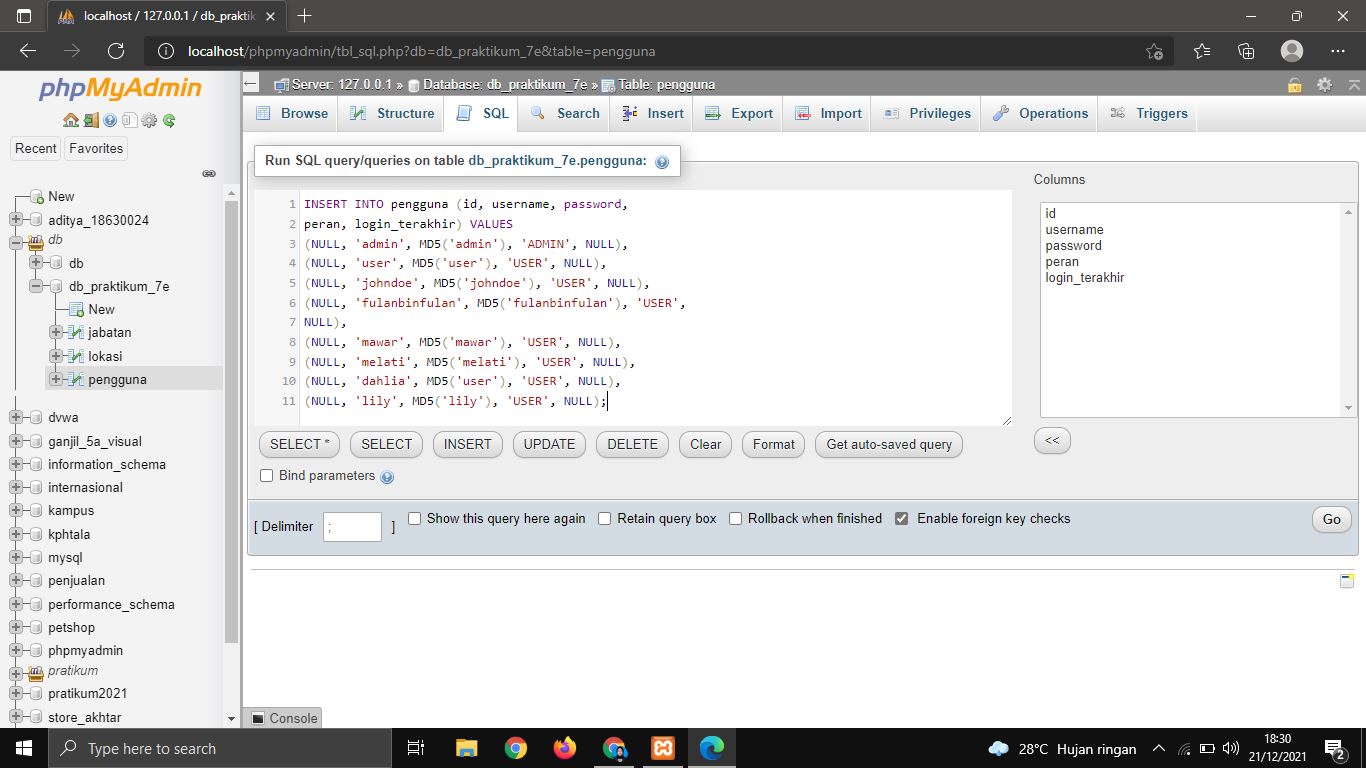 localhost / 127.0.0.1 / db_praktik
localhost/phpmyadmin/tbl_sql.php?db=db_praktikum_7e&table=pengguna
phpMyAdmin
Recent Favorites
New
aditya_18630024
db
db
db_praktikum_7e
New
jabatan
lokasi
pengguna
dvwa
ganjil_5a_visual
information_schema
internasional
kampus
kphtala
mysql
penjualan
performance_schema
petshop
phpmyadmin
pratikum
pratikum2021
store_akhtar
Server: 127.0.0.1 » Database: db_praktikum_7e » Table: pengguna
Browse Structure SQL Search Insert Export Import Privileges Operations Triggers
Run SQL query/queries on table db_praktikum_7e.pengguna:
1 INSERT INTO pengguna (id, username, password,
2 peran, login_terakhir) VALUES
3 (NULL, 'admin', MD5('admin'), 'ADMIN', NULL),
4 (NULL, 'user', MD5('user'), 'USER', NULL),
5 (NULL, 'johndoe', MD5('johndoe'), 'USER', NULL),
6 (NULL, 'fulanbinfulan', MD5('fulanbinfulan'), 'USER',
7 NULL),
8 (NULL, 'mawar', MD5('mawar'), 'USER', NULL),
9 (NULL, 'melati', MD5('melati'), 'USER', NULL),
10 (NULL, 'dahlia', MD5('user'), 'USER', NULL),
11 (NULL, 'lily', MD5('lily'), 'USER', NULL);
Columns
id
username
password
peran
login_terakhir
SELECT * SELECT INSERT UPDATE DELETE Clear Format Get auto-saved query <<
Bind parameters
[ Delimiter ; ] Show this query here again Retain query box Rollback when finished Enable foreign key checks Go
Console
Type here to search
28°C Hujan ringan
18:30
21/12/2021
2